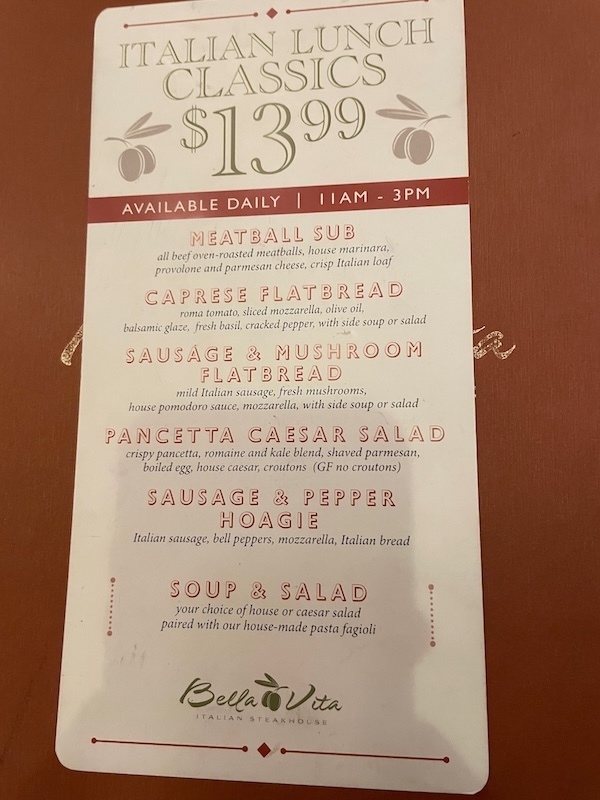 ITALIAN LUNCH
CLASSICS
$13.99
AVAILABLE DAILY | 11AM - 3PM
MEATBALL SUB
all beef oven-roasted meatballs, house marinara,
provolone and parmesan cheese, crisp Italian loaf
CAPRESE FLATBREAD
roma tomato, sliced mozzarella, olive oil,
balsamic glaze, fresh basil, cracked pepper, with side soup or salad
SAUSAGE & MUSHROOM
FLATBREAD
mild Italian sausage, fresh mushrooms,
house pomodoro sauce, mozzarella, with side soup or salad
PANCETTA CAESAR SALAD
crispy pancetta, romaine and kale blend, shaved parmesan,
boiled egg, house caesar, croutons (GF no croutons)
SAUSAGE & PEPPER
HOAGIE
Italian sausage, bell peppers, mozzarella, Italian bread
SOUP & SALAD
your choice of house or caesar salad
paired with our house-made pasta fagioli
Bella Vita
ITALIAN STEAKHOUSE